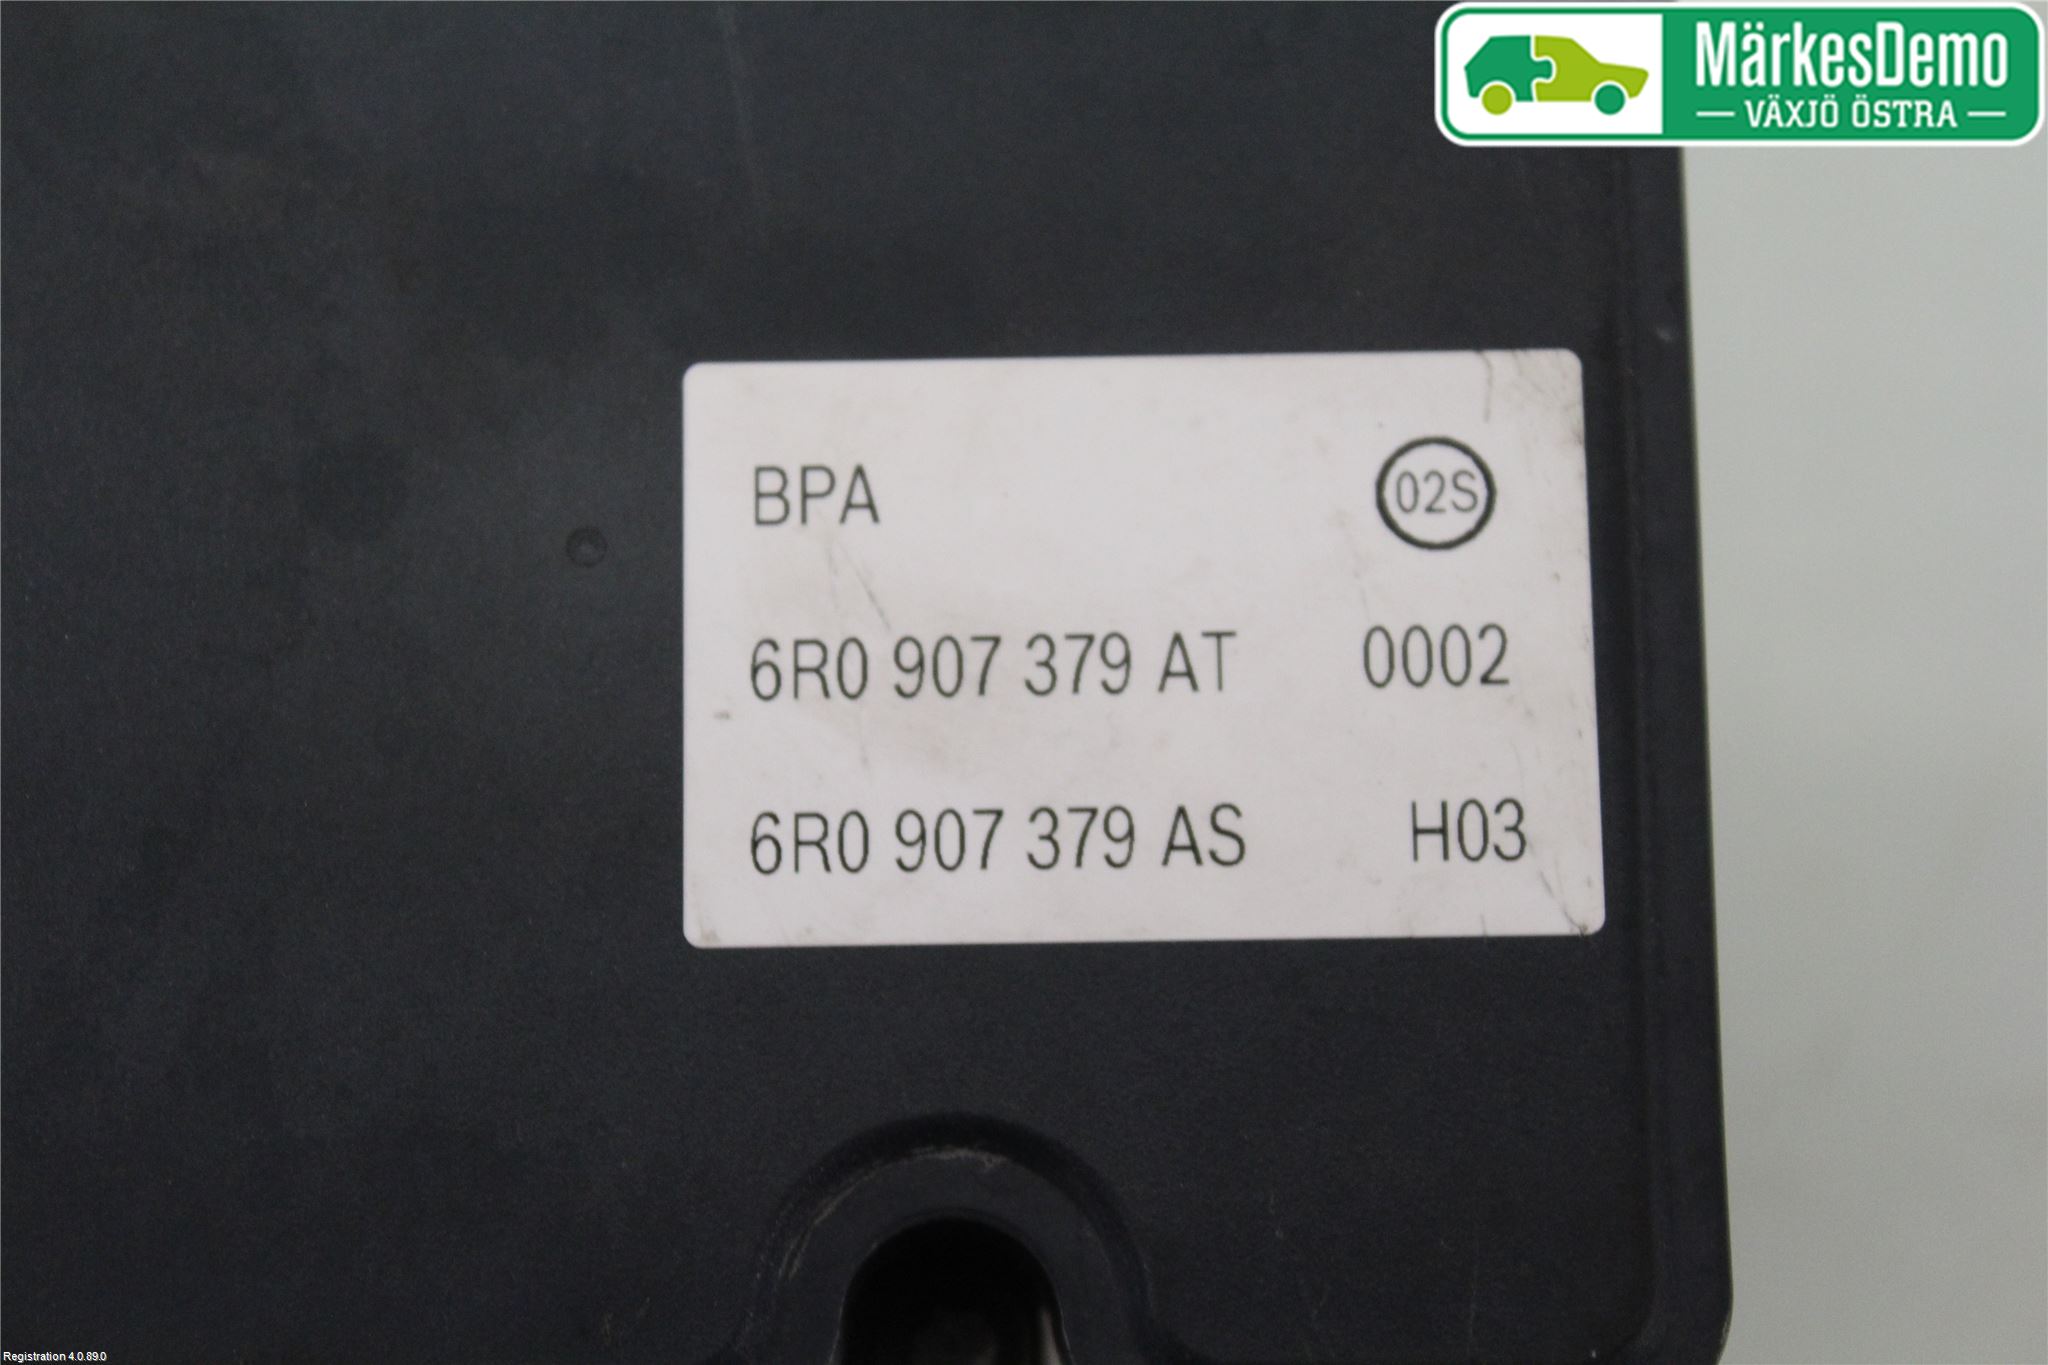 MärkesDemo
— VÄXJÖ ÖSTRA —
BPA 02S
6R0 907 379 AT 0002
6R0 907 379 AS H03
Registration 4.0.89.0